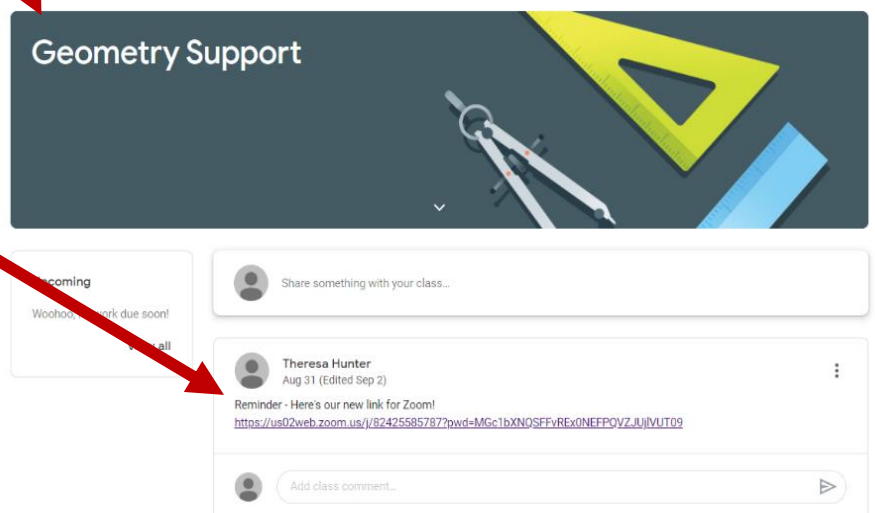 Geometry Support
Upcoming
Woohoo, work due soon!
all
Share something with your class...
Theresa Hunter
Aug 31 (Edited Sep 2)
Reminder - Here's our new link for Zoom!
https://us02web.zoom.us/j/82425585787?pwd=MGc1bXNQSFFvREx0NEFPQVZJUjlVUT09
Add class comment...